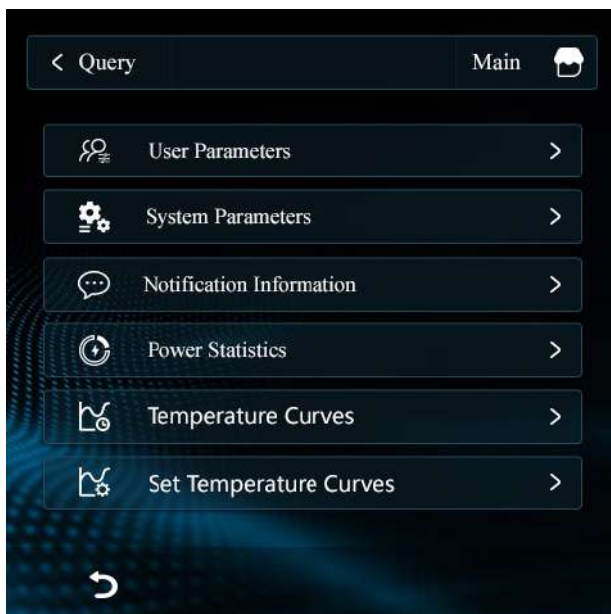 Query
Main
User Parameters
System Parameters
Notification Information
Power Statistics
Temperature Curves
Set Temperature Curves